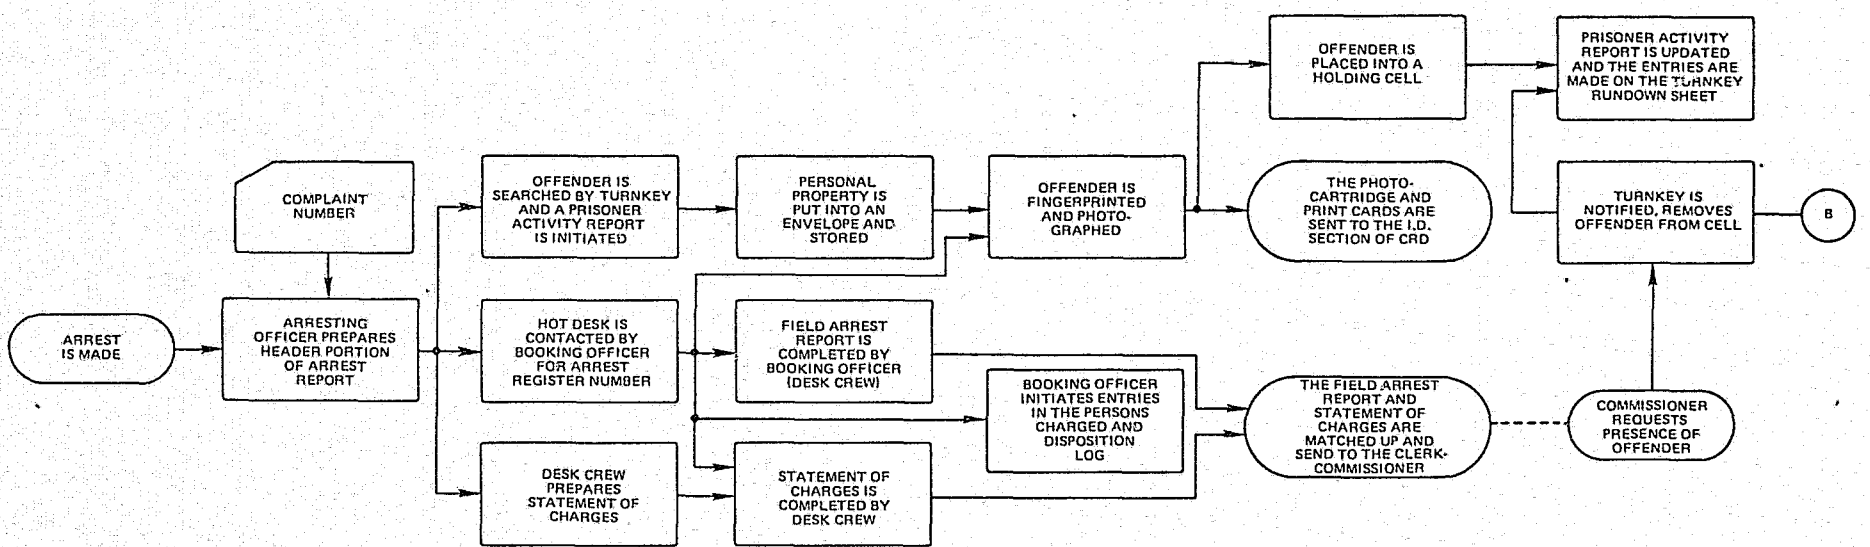 ARREST
IS MADE
COMPLAINT
NUMBER
ARRESTING
OFFICER PREPARES
HEADER PORTION
OF ARREST
REPORT
OFFENDER IS
SEARCHED BY TURNKEY
AND A PRISONER
ACTIVITY REPORT
IS INITIATED
HOT DESK IS
CONTACTED BY
BOOKING OFFICER
FOR ARREST
REGISTER NUMBER
DESK CREW
PREPARES
STATEMENT OF
CHARGES
PERSONAL
PROPERTY IS
PUT INTO AN
ENVELOPE AND
STORED
FIELD ARREST
REPORT IS
COMPLETED BY
BOOKING OFFICER
(DESK CREW)
STATEMENT OF
CHARGES IS
COMPLETED BY
DESK CREW
OFFENDER IS
FINGERPRINTED
AND PHOTO-
GRAPHED
BOOKING OFFICER
INITIATES ENTRIES
IN THE PERSONS
CHARGED AND
DISPOSITION
LOG
OFFENDER IS
PLACED INTO A
HOLDING CELL
THE PHOTO-
CARTRIDGE AND
PRINT CARDS ARE
SENT TO THE I.D.
SECTION OF CRD
THE FIELD ARREST
REPORT AND
STATEMENT OF
CHARGES ARE
MATCHED UP AND
SEND TO THE CLERK-
COMMISSIONER
PRISONER ACTIVITY
REPORT IS UPDATED
AND THE ENTRIES ARE
MADE ON THE TURNKEY
RUNDOWN SHEET
TURNKEY IS
NOTIFIED, REMOVES
OFFENDER FROM CELL
B
COMMISSIONER
REQUESTS
PRESENCE OF
OFFENDER